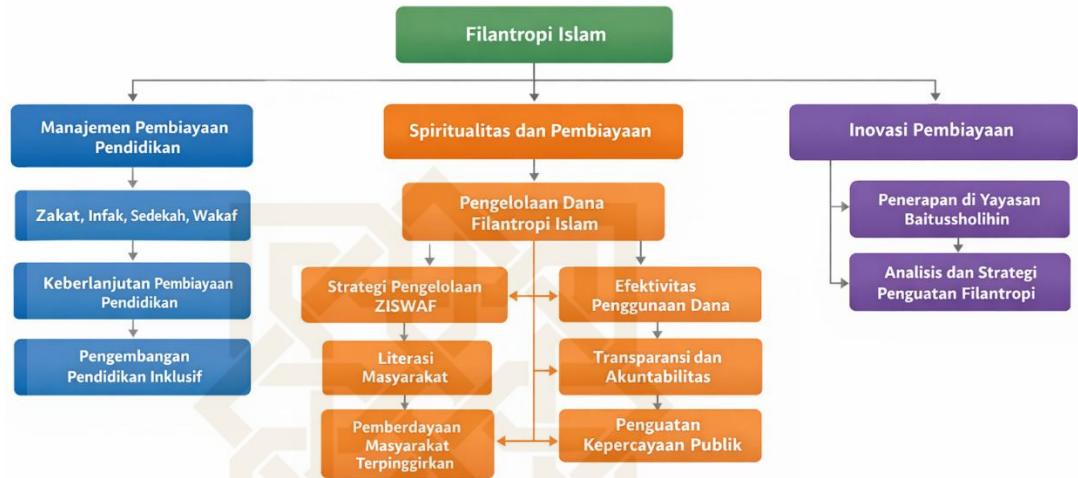 Filantropi Islam
Manajemen Pembiayaan
Pendidikan
Zakat, Infak, Sedekah, Wakaf
Keberlanjutan Pembiayaan
Pendidikan
Pengembangan
Pendidikan Inklusif
Spiritualitas dan Pembiayaan
Pengelolaan Dana
Filantropi Islam
Strategi Pengelolaan
ZISWAF
Literasi
Masyarakat
Pemberdayaan
Masyarakat
Terpinggirkan
Efektivitas
Penggunaan Dana
Transparansi dan
Akuntabilitas
Penguatan
Kepercayaan Publik
Inovasi Pembiayaan
Penerapan di Yayasan
Baitussholihin
Analisis dan Strategi
Penguatan Filantropi